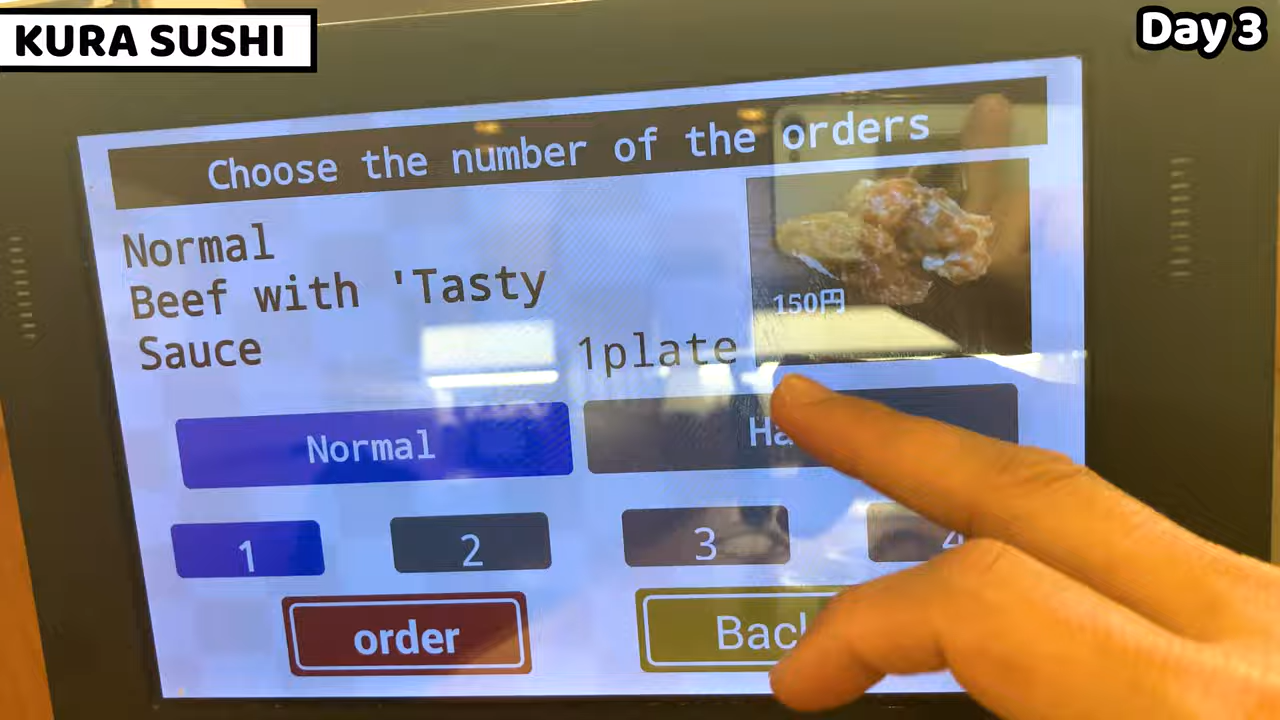 KURA SUSHI
Day 3
Choose the number of the orders
Normal
Beef with 'Tasty
Sauce
1plate
150円
Normal
1
2
3
4
order